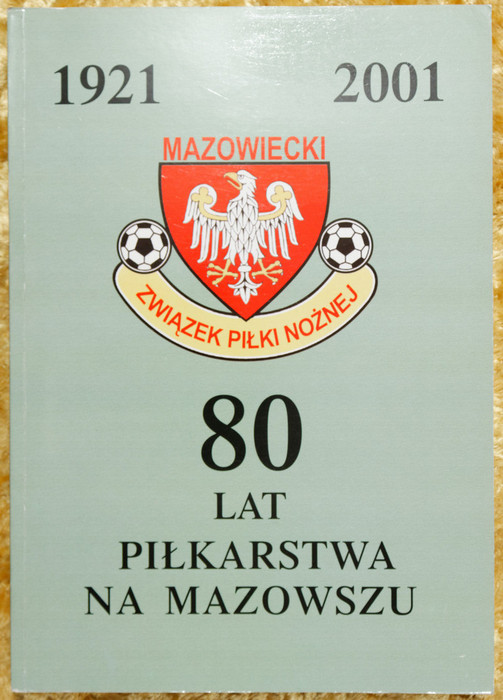 1921 2001
MAZOWIECKI
ZWIĄZEK PIŁKI NOŻNEJ
80
LAT
PIŁKARSTWA
NA MAZOWSZU